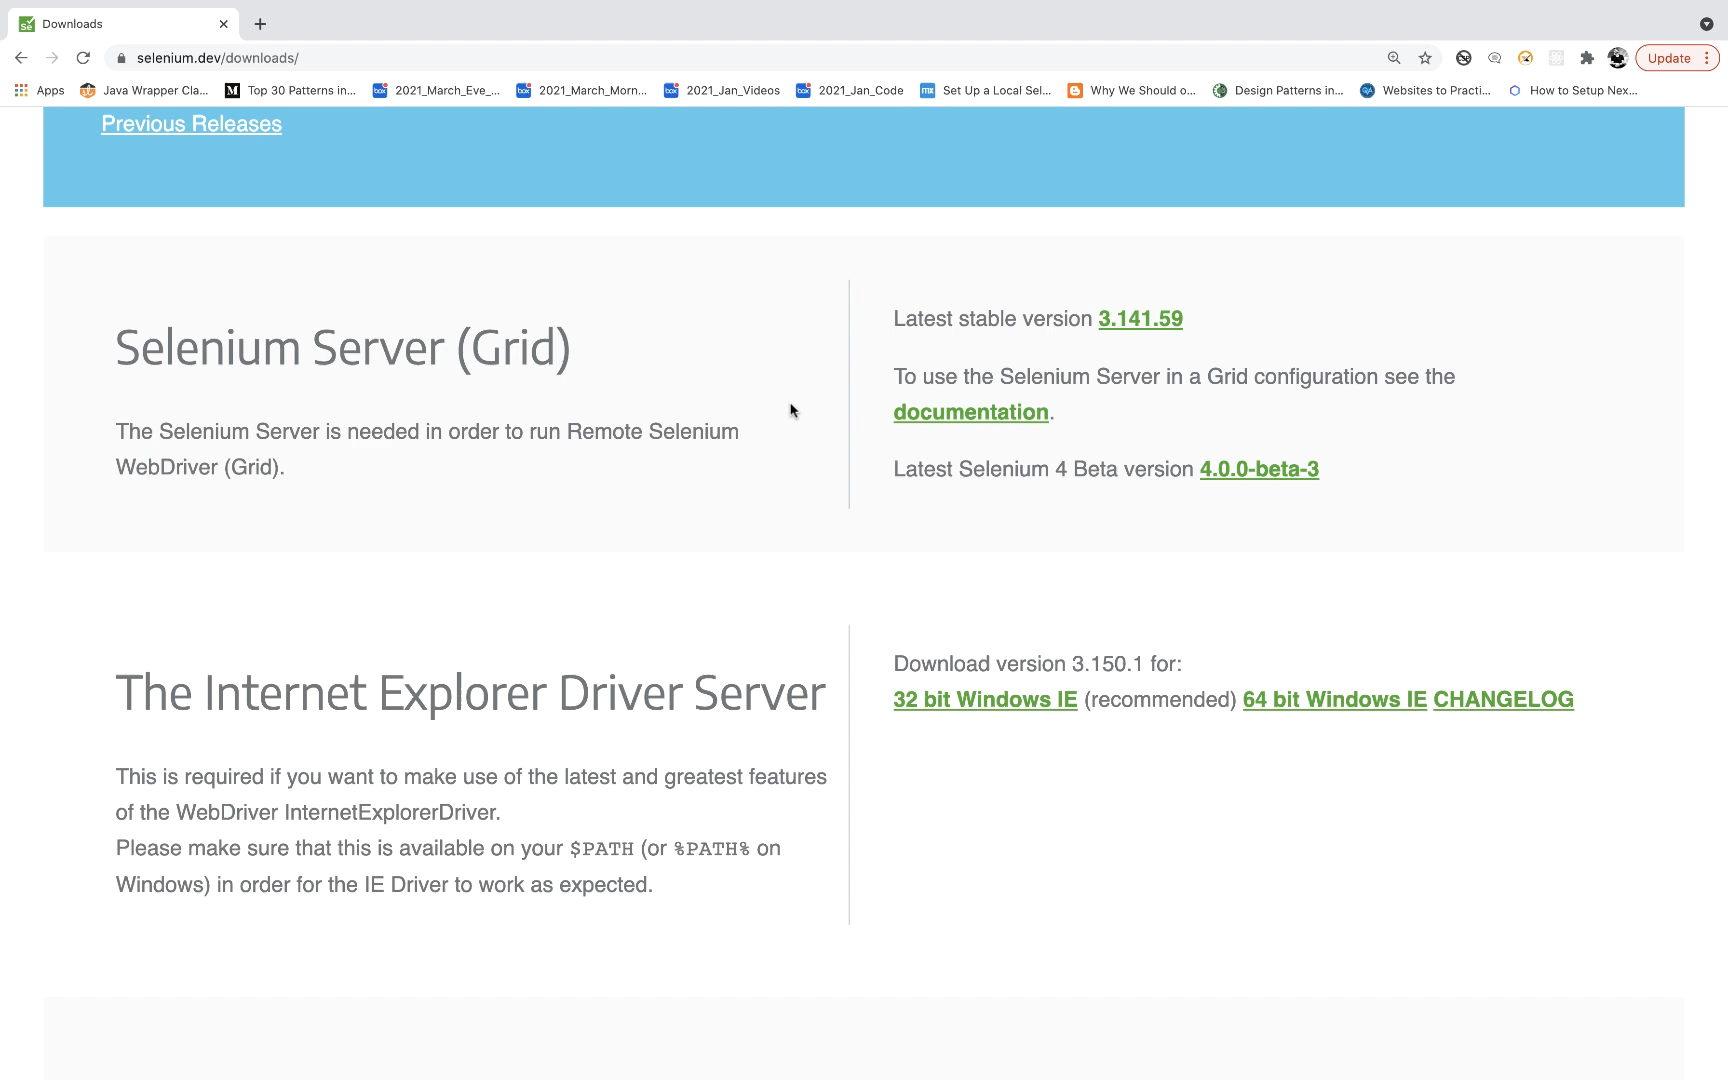 Downloads
selenium.dev/downloads/
Update
Apps
Java Wrapper Cla...
Top 30 Patterns in...
2021_March_Eve_...
2021_March_Morn...
2021_Jan_Videos
2021_Jan_Code
Set Up a Local Sel...
Why We Should o...
Design Patterns in...
Websites to Practi...
How to Setup Nex...
Previous Releases
Selenium Server (Grid)
The Selenium Server is needed in order to run Remote Selenium
WebDriver (Grid).
Latest stable version 3.141.59
To use the Selenium Server in a Grid configuration see the
documentation.
Latest Selenium 4 Beta version 4.0.0-beta-3
The Internet Explorer Driver Server
This is required if you want to make use of the latest and greatest features
of the WebDriver InternetExplorerDriver.
Please make sure that this is available on your $PATH (or %PATH% on
Windows) in order for the IE Driver to work as expected.
Download version 3.150.1 for:
32 bit Windows IE (recommended) 64 bit Windows IE CHANGELOG